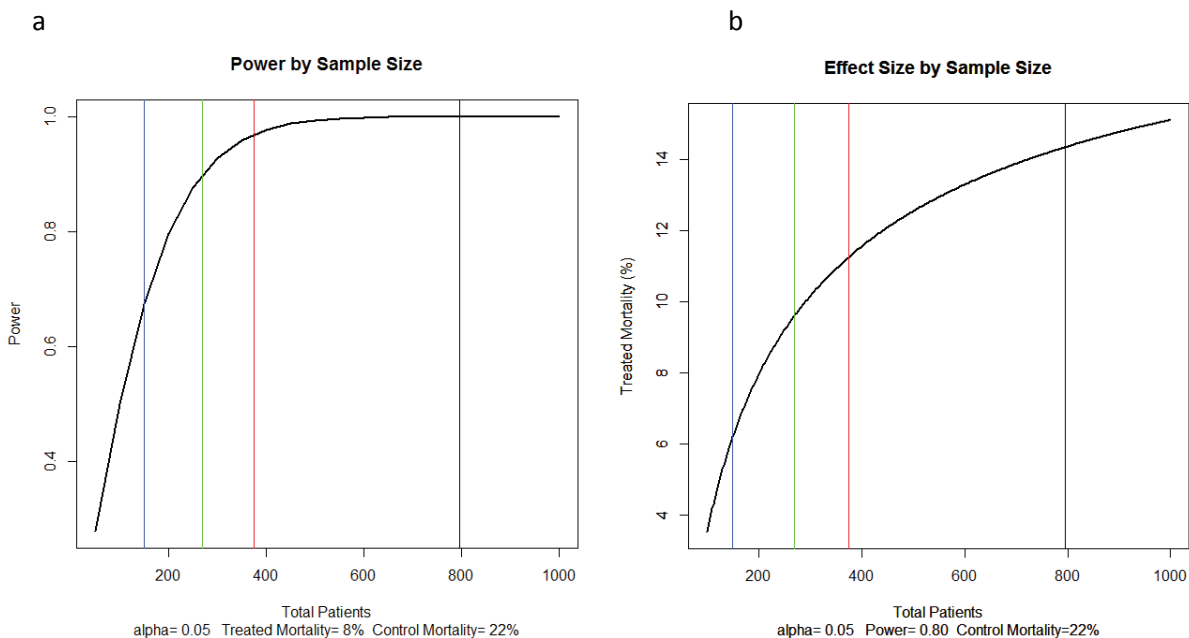 a
Power by Sample Size
Power
0.4
0.6
0.8
1.0
200
400
600
800
1000
Total Patients
alpha= 0.05 Treated Mortality= 8% Control Mortality= 22%
b
Effect Size by Sample Size
Treated Mortality (%)
4
6
8
10
12
14
200
400
600
800
1000
Total Patients
alpha= 0.05 Power= 0.80 Control Mortality=22%